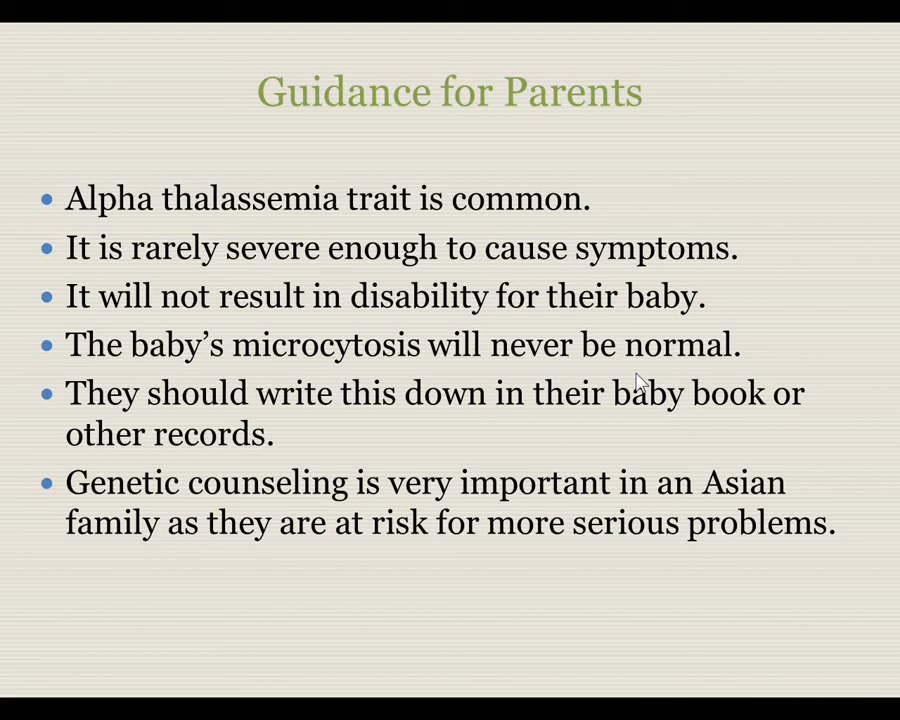 Guidance for Parents
• Alpha thalassemia trait is common.
• It is rarely severe enough to cause symptoms.
• It will not result in disability for their baby.
• The baby’s microcytosis will never be normal.
• They should write this down in their baby book or
other records.
• Genetic counseling is very important in an Asian
family as they are at risk for more serious problems.